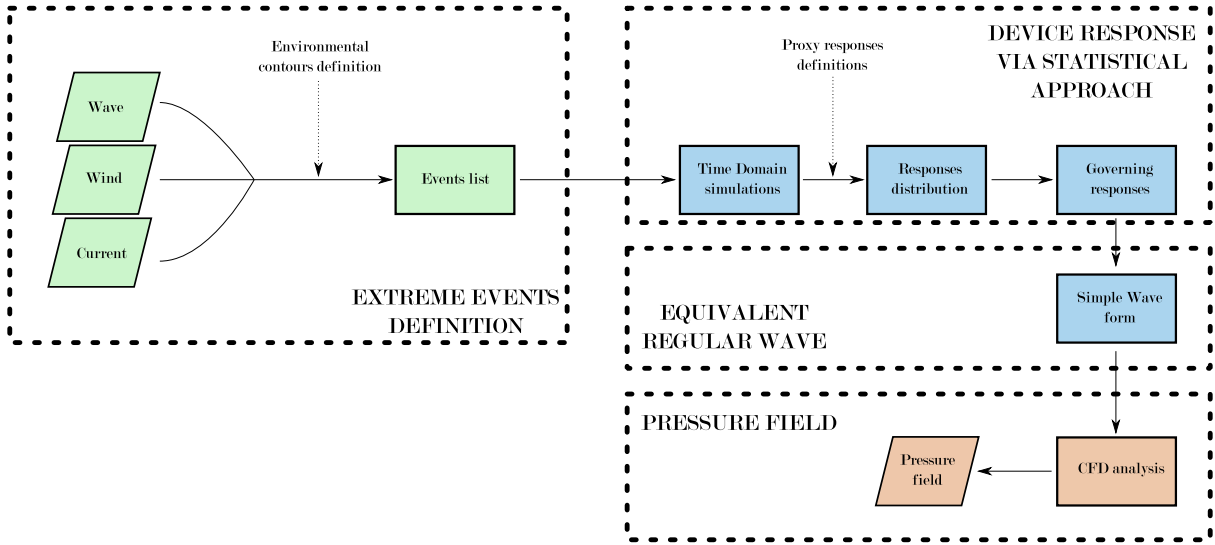 Environmental
contours definition
Wave
Wind
Current
Events list
EXTREME EVENTS
DEFINITION
DEVICE RESPONSE
VIA STATISTICAL
APPROACH
Proxy responses
definitions
Time Domain
simulations
Responses
distribution
Governing
responses
EQUIVALENT
REGULAR WAVE
Simple Wave
form
PRESSURE FIELD
Pressure
field
CFD analysis